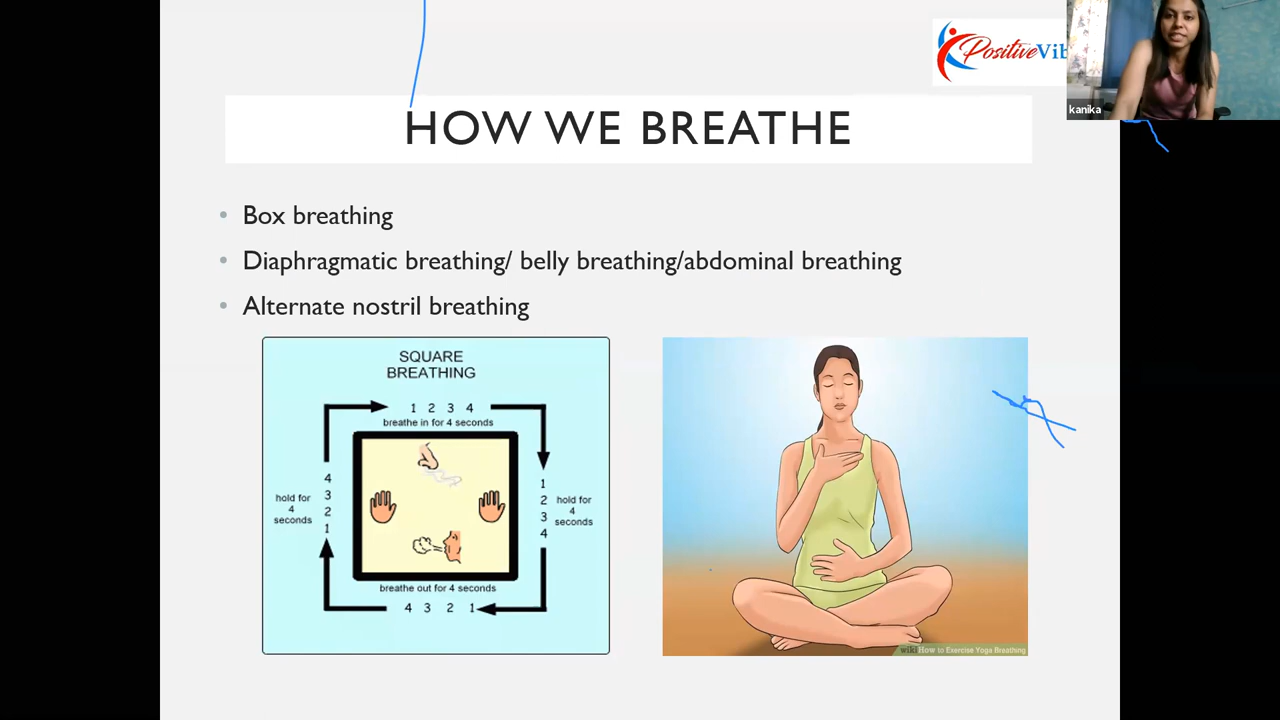 PositiveVib
kanika
HOW WE BREATHE
• Box breathing
• Diaphragmatic breathing/ belly breathing/abdominal breathing
• Alternate nostril breathing
SQUARE
BREATHING
1 2 3 4
breathe in for 4 seconds
4
3
2
1
hold for
4
seconds
1
2
3
4
hold for
4
seconds
breathe out for 4 seconds
4 3 2 1
wikiHow to Exercise Yoga Breathing